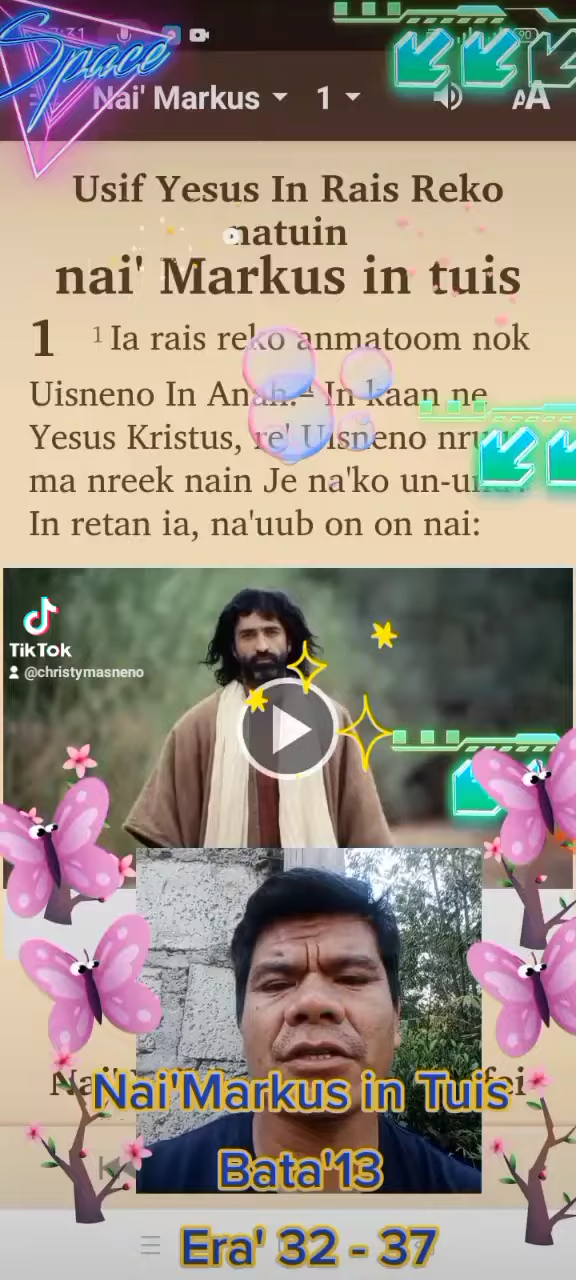 Space
Nai' Markus
1
AA
Usif Yesus In Rais Reko
natuin
nai' Markus in tuis
1 1 Ia rais reko anmatoom nok
Uisneno In Anah. In kaan ne
Yesus Kristus, re' Uisneno
ma nreek nain Je na'ko
In retan ia, na'uub on on nai:
TikTok
@christymasneno
Nai'Markus in Tuis
Bata'13
Era' 32 - 37